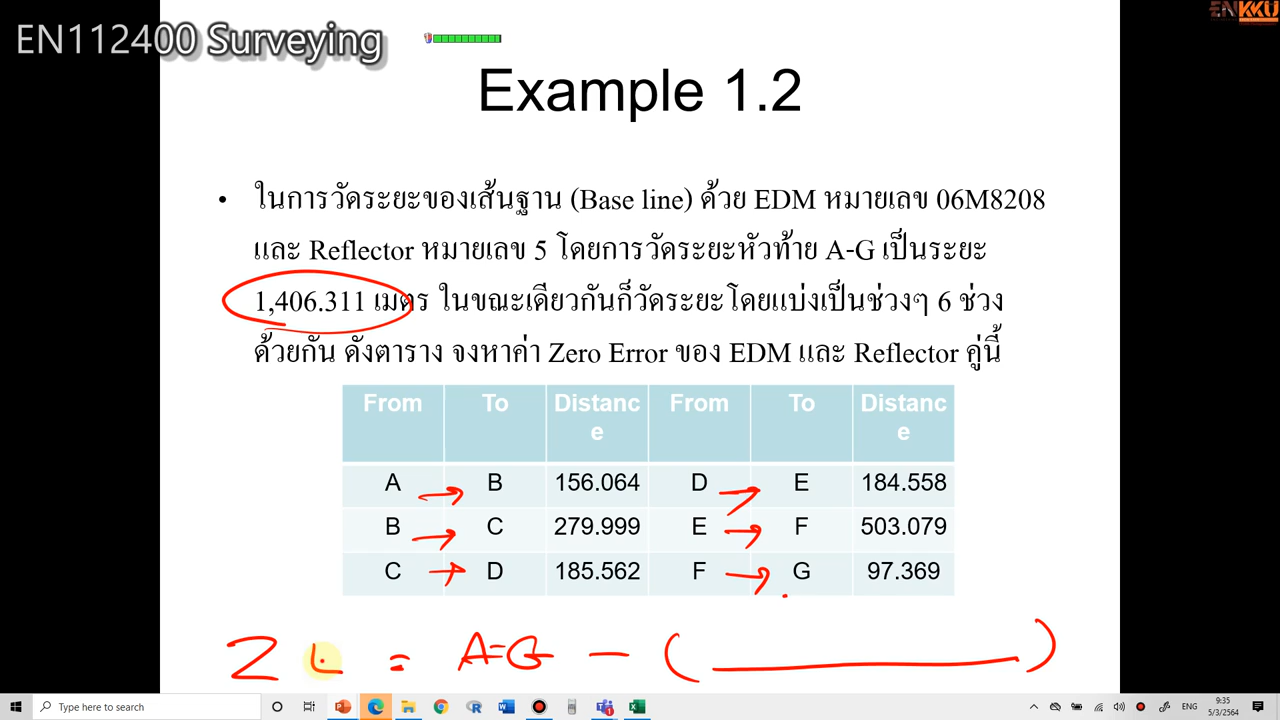 EN112400 Surveying
ENKKU
Example 1.2
• ในการวัดระยะของเส้นฐาน (Base line) ด้วย EDM หมายเลข 06M8208
และ Reflector หมายเลข 5 โดยการวัดระยะหัวท้าย A-G เป็นระยะ
1,406.311 เมตร ในขณะเดียวกันก็วัดระยะโดยแบ่งเป็นช่วงๆ 6 ช่วง
ด้วยกัน ดังตาราง จงหาค่า Zero Error ของ EDM และ Reflector คู่นี้
From To Distanc From To Distanc
e e
A B 156.064 D E 184.558
B C 279.999 E F 503.079
C D 185.562 F G 97.369
= A-G - ( )
Type here to search
ENG
9:35
5/3/2564